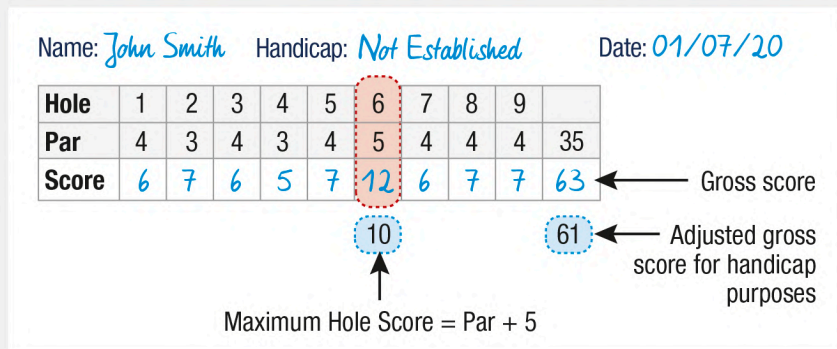 Name: John Smith Handicap: Not Established Date: 01/07/20
Hole 1 2 3 4 5 6 7 8 9
Par 4 3 4 3 4 5 4 4 4 35
Score 6 7 6 5 7 12 6 7 7 63 Gross score
10 61 Adjusted gross
score for handicap
purposes
Maximum Hole Score = Par + 5